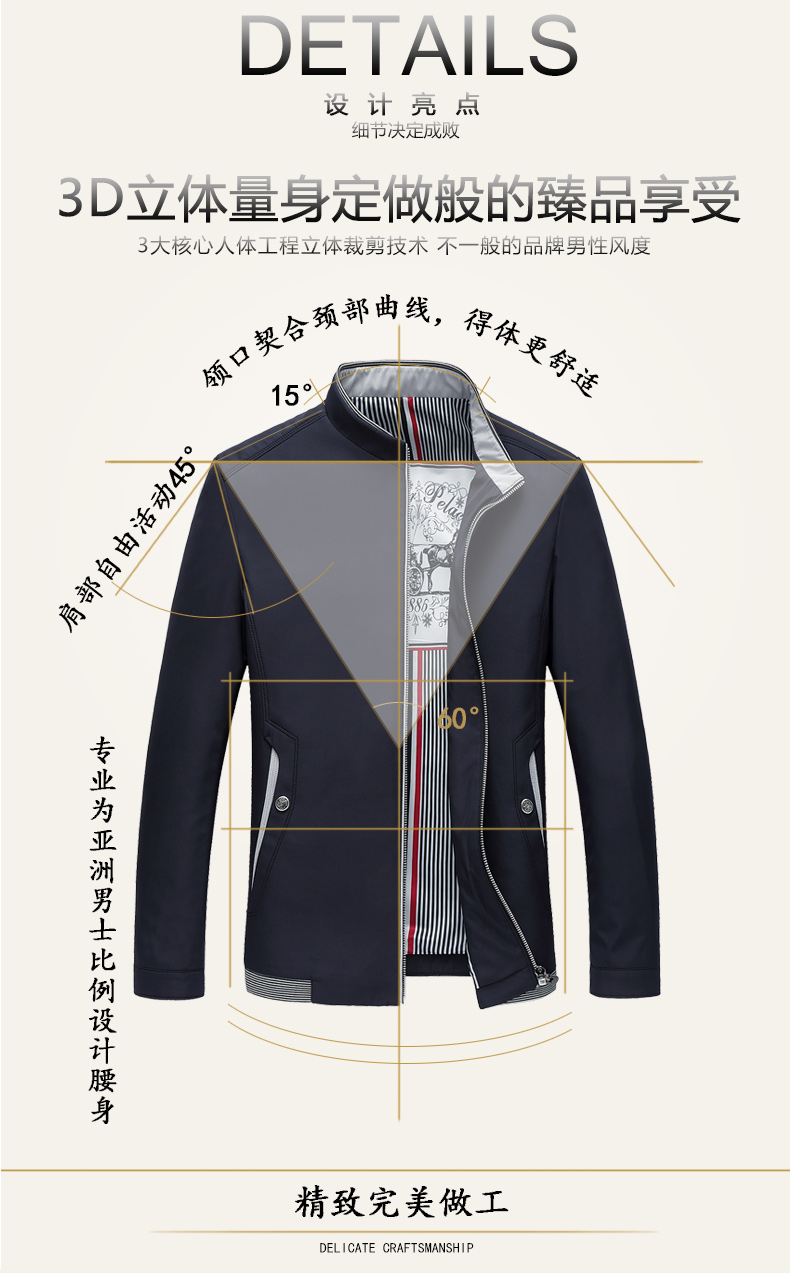 DETAILS
设计亮点
细节决定成败
3D立体量身定做般的臻品享受
3大核心人体工程立体裁剪技术 不一般的品牌男性风度
领口契合颈部曲线，得体更舒适
15°
肩部自由活动45°
60°
专业为亚洲男士比例设计腰身
精致完美做工
DELICATE CRAFTSMANSHIP